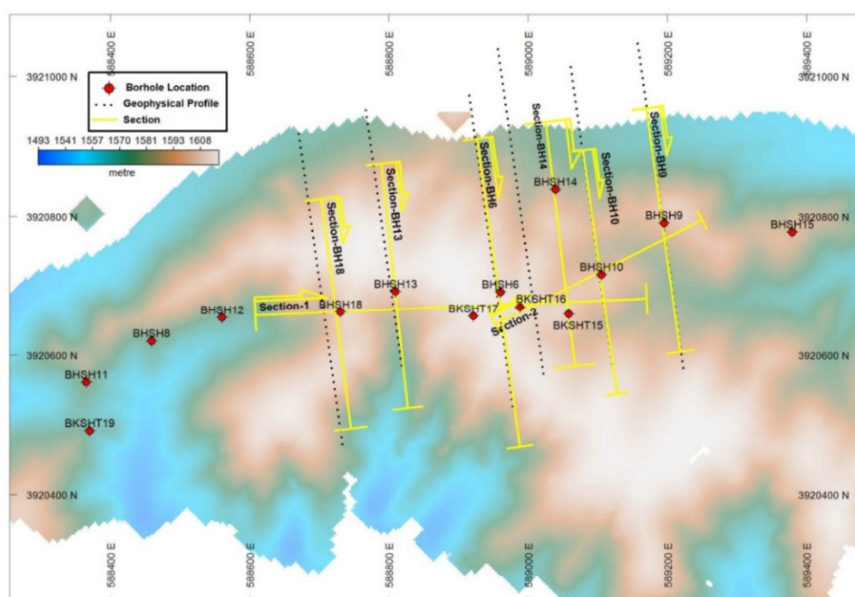 588400 E
588600 E
588800 E
589000 E
589200 E
589400 E
3921000 N
3921000 N
Borhole Location
Geophysical Profile
Section
1493 1541 1557 1570 1581 1593 1608
metre
Section-BH14
Section-BH13
Section-BH6
Section-BH10
Section-BH9
Section-BH18
BHSH14
3920800 N
3920800 N
BHSH9
BHSH15
BHSH10
BHSH13
BHSH6
Section-1
BHSH12
BHSH18
BKSHT17
BKSHT16
Section-2
BKSHT15
BHSH8
3920600 N
3920600 N
BHSH11
BKSHT19
3920400 N
3920400 N
588400 E
588600 E
588800 E
589000 E
589200 E
589400 E